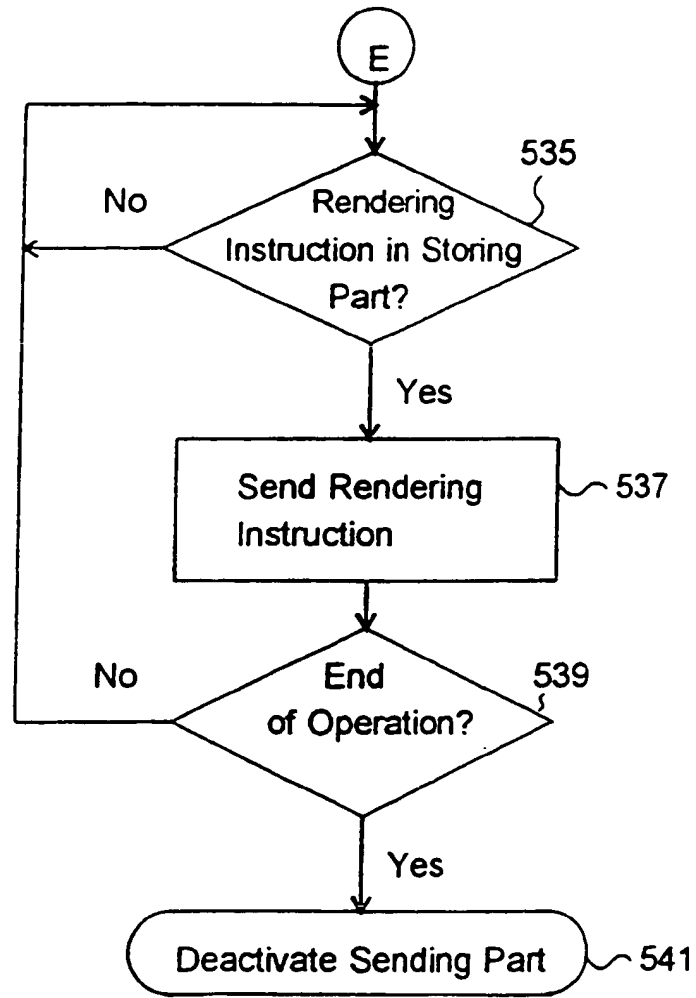 E
535
No
Rendering
Instruction in Storing
Part?
Yes
Send Rendering
Instruction
537
No
End
of Operation?
539
Yes
Deactivate Sending Part
541